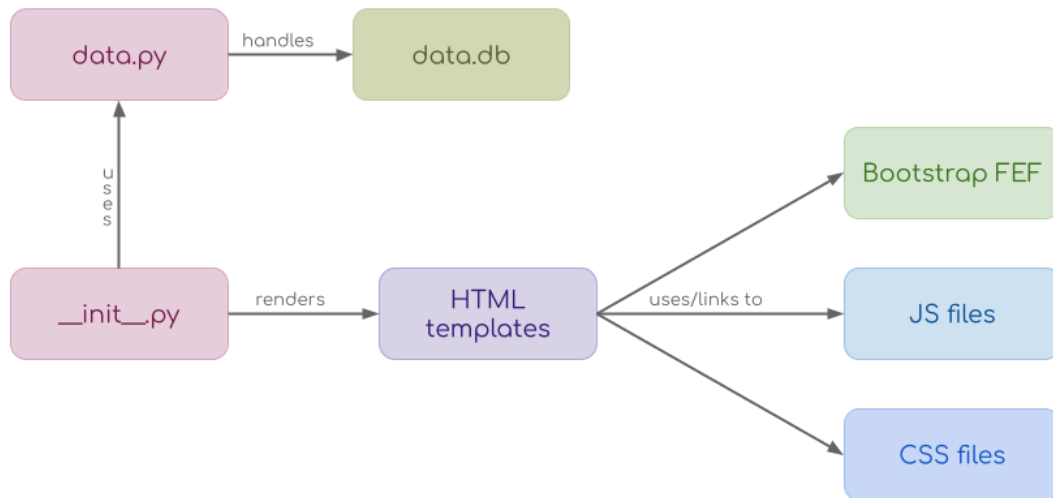 data.py
handles
data.db
uses
Bootstrap FEF
__init__.py
renders
HTML
templates
uses/links to
JS files
CSS files